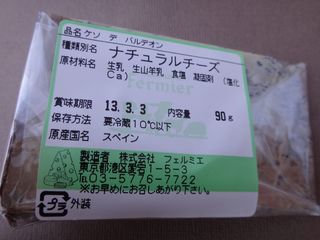 品名 ケソ デ バルデオン
種類別名 ナチュラルチーズ
原材料名 生乳 生山羊乳 食塩 凝固剤 (塩化
Ca)
Fermier
賞味期限 13.3.3 内容量 90g
保存方法 要冷蔵10℃以下
原産国名 スペイン
製造者 株式会社 フェルミエ
東京都港区愛宕1-5-3
℡03-5776-7722
※お早めにお召し上がり下さい。
プラ 外装